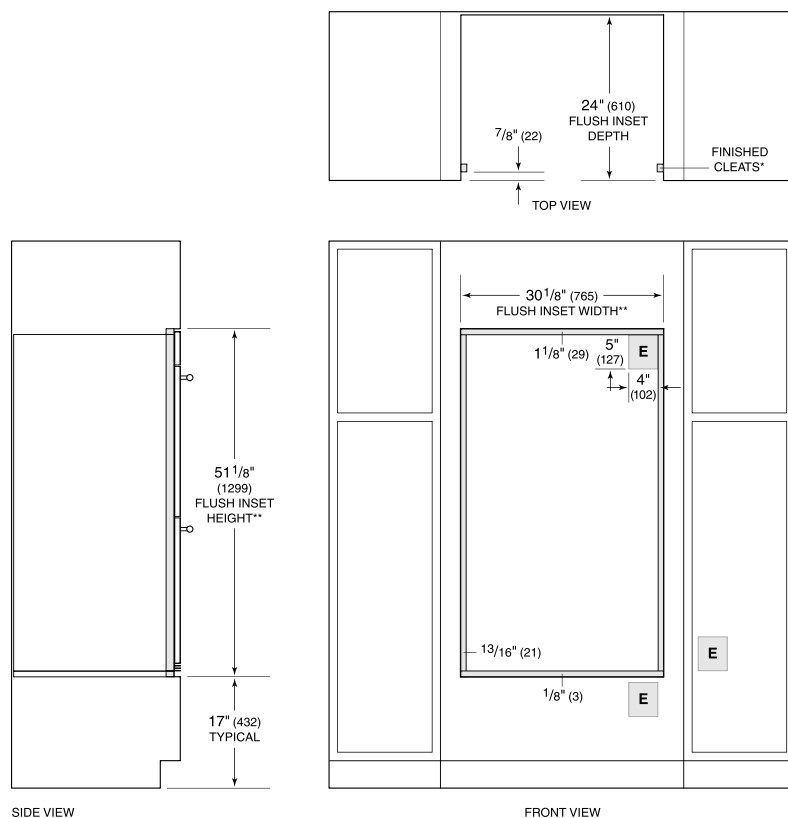 24" (610)
FLUSH INSET
DEPTH
7/8" (22)
FINISHED
CLEATS*
TOP VIEW
30 1/8" (765)
FLUSH INSET WIDTH**
1 1/8" (29)
5"
(127)
E
4"
(102)
51 1/8"
(1299)
FLUSH INSET
HEIGHT**
13/16" (21)
E
1/8" (3)
E
17" (432)
TYPICAL
SIDE VIEW
FRONT VIEW